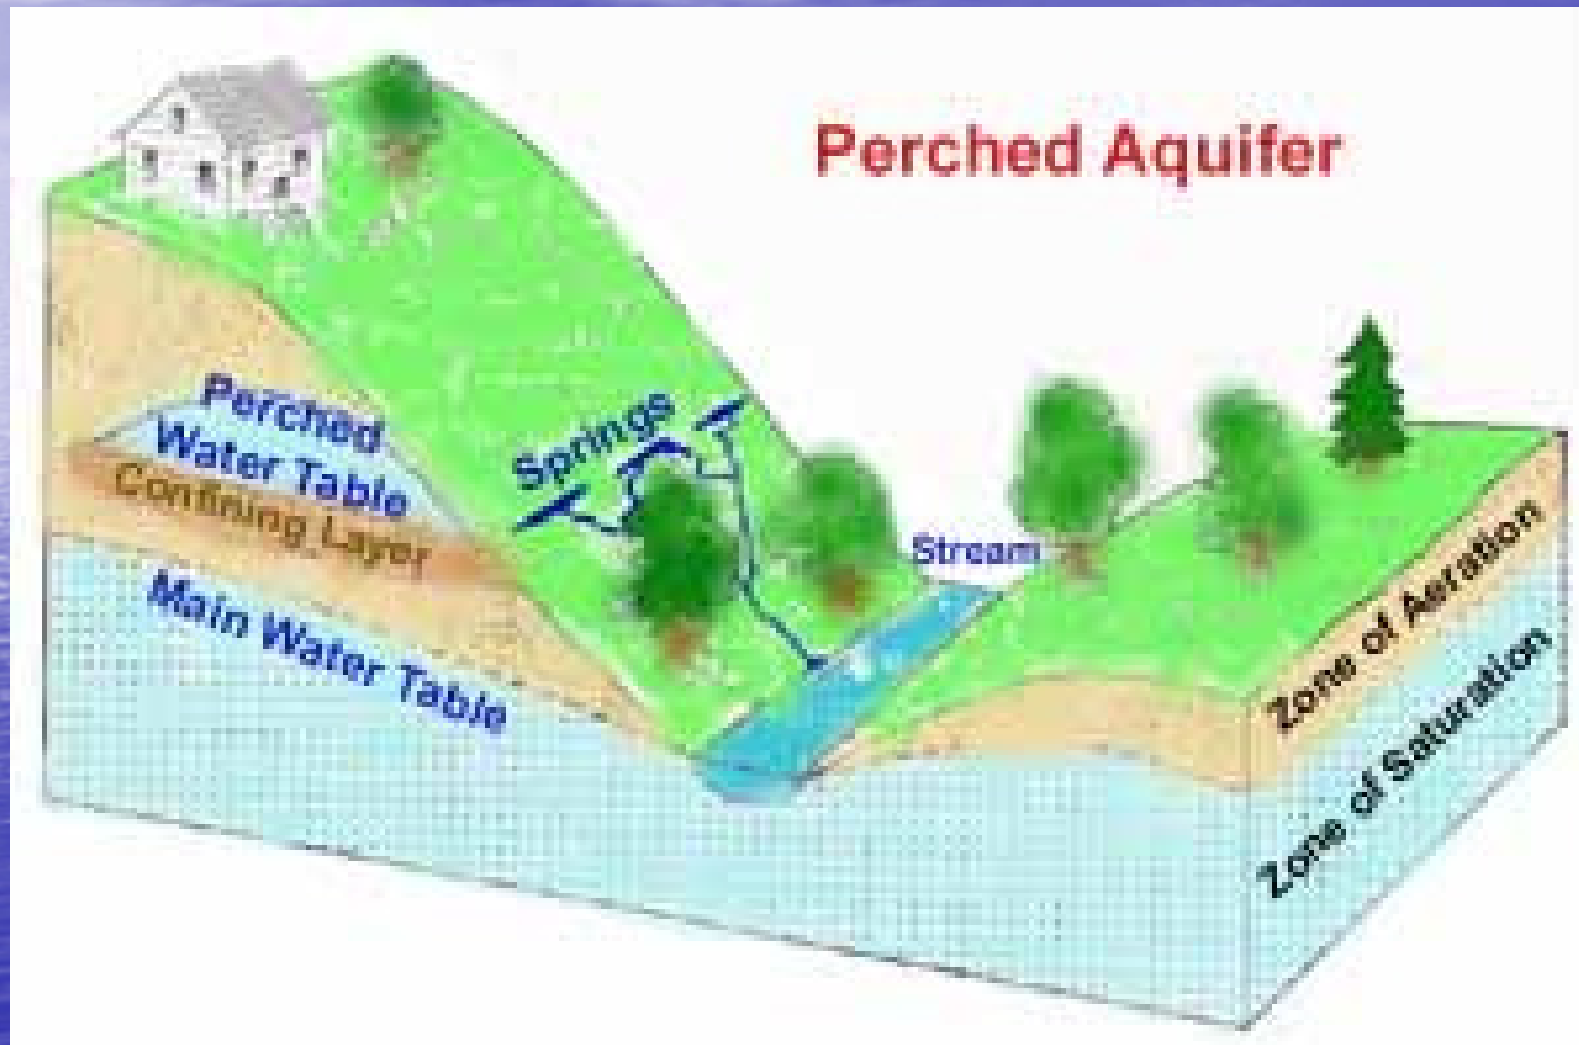 Perched Aquifer
Perched
Water Table
Confining Layer
Main Water Table
Springs
Stream
Zone of Aeration
Zone of Saturation